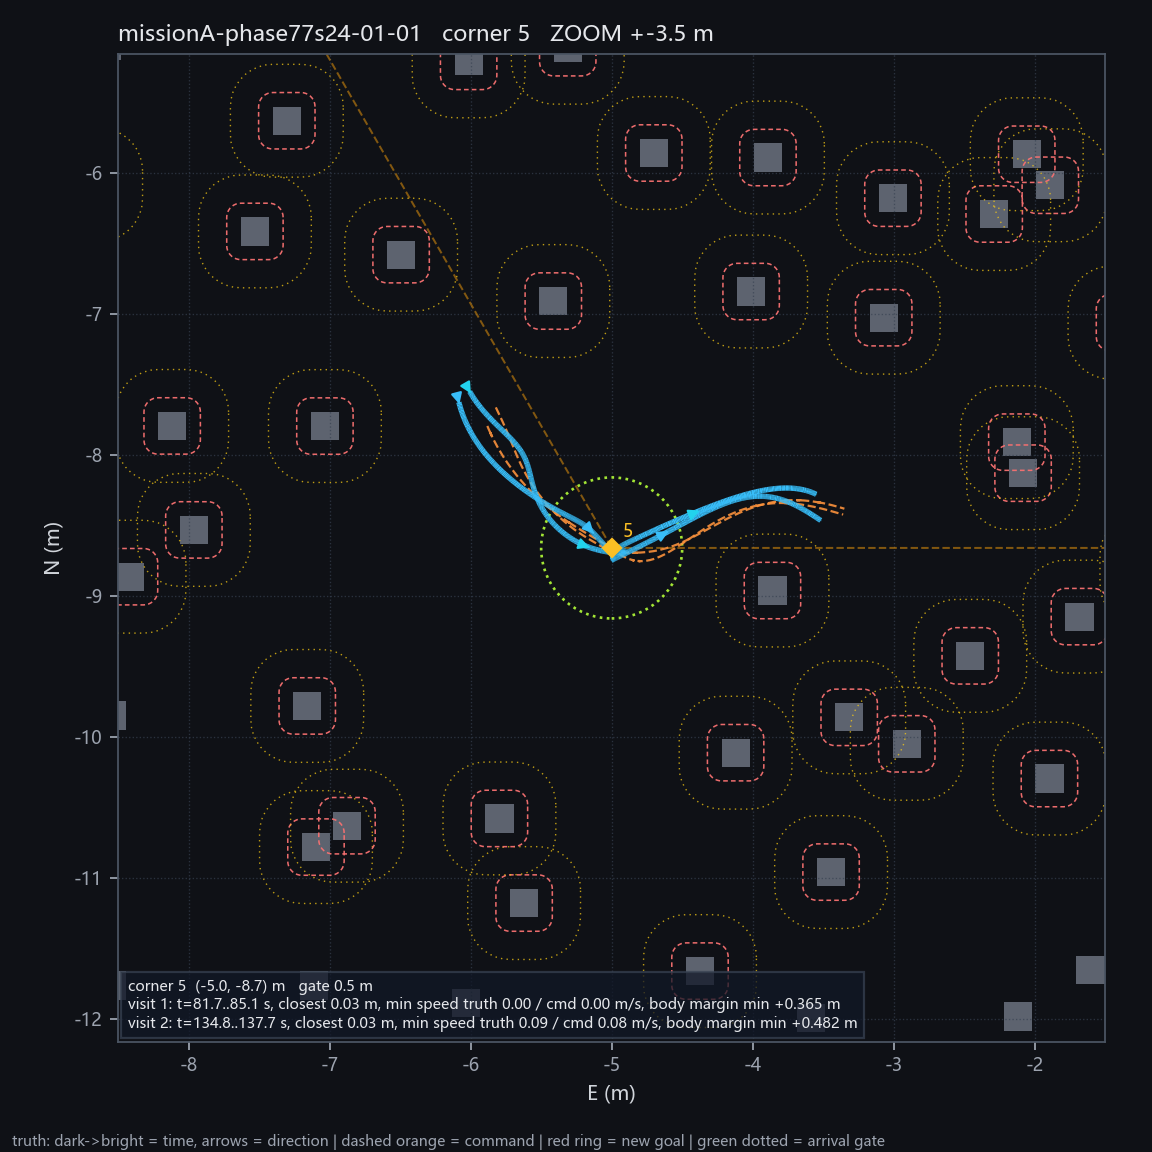 missionA-phase77s24-01-01   corner 5   ZOOM +-3.5 m
-6
-7
-8
-9
-10
-11
-12
N (m)
5
corner 5  (-5.0, -8.7) m   gate 0.5 m
visit 1: t=81.7..85.1 s, closest 0.03 m, min speed truth 0.00 / cmd 0.00 m/s, body margin min +0.365 m
visit 2: t=134.8..137.7 s, closest 0.03 m, min speed truth 0.09 / cmd 0.08 m/s, body margin min +0.482 m
-8 -7 -6 -5 -4 -3 -2
E (m)
truth: dark->bright = time, arrows = direction | dashed orange = command | red ring = new goal | green dotted = arrival gate